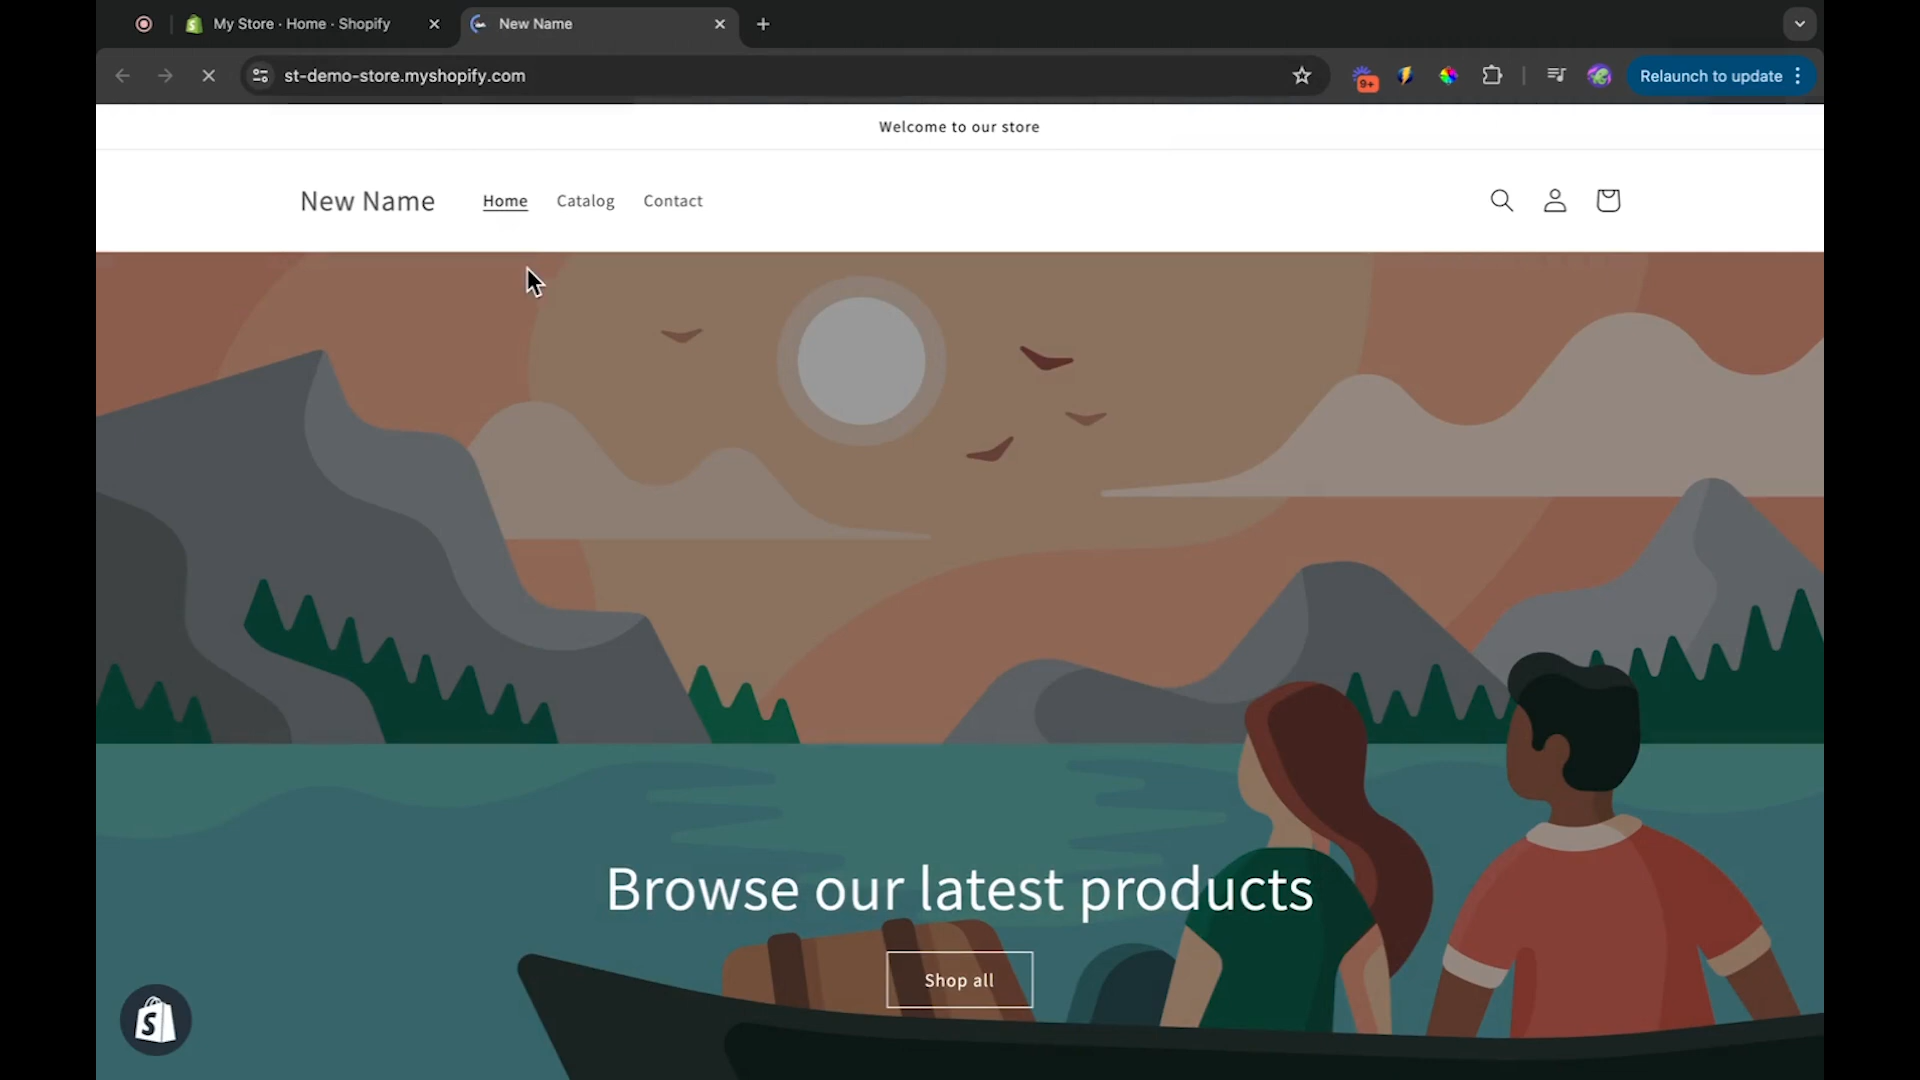 My Store · Home · Shopify
New Name
st-demo-store.myshopify.com
9+
Relaunch to update
Welcome to our store
New Name
Home
Catalog
Contact
Browse our latest products
Shop all
S